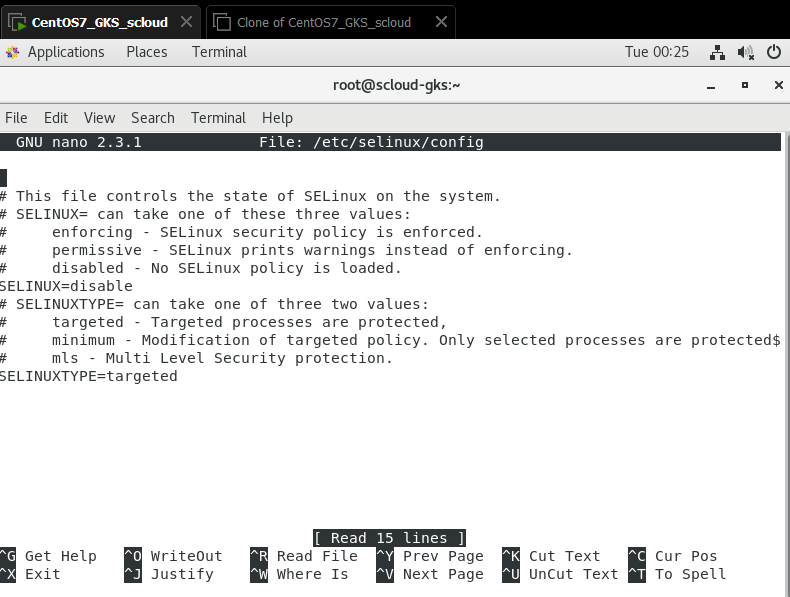 CentOS7_GKS_scloud Clone of CentOS7_GKS_scloud
Applications Places Terminal Tue 00:25
root@scloud-gks:~
File Edit View Search Terminal Help
GNU nano 2.3.1 File: /etc/selinux/config
# This file controls the state of SELinux on the system.
# SELINUX= can take one of these three values:
#     enforcing - SELinux security policy is enforced.
#     permissive - SELinux prints warnings instead of enforcing.
#     disabled - No SELinux policy is loaded.
SELINUX=disable
# SELINUXTYPE= can take one of three two values:
#     targeted - Targeted processes are protected,
#     minimum - Modification of targeted policy. Only selected processes are protected$
#     mls - Multi Level Security protection.
SELINUXTYPE=targeted
[ Read 15 lines ]
^G Get Help ^O WriteOut ^R Read File ^Y Prev Page ^K Cut Text ^C Cur Pos
^X Exit ^J Justify ^W Where Is ^V Next Page ^U UnCut Text ^T To Spell